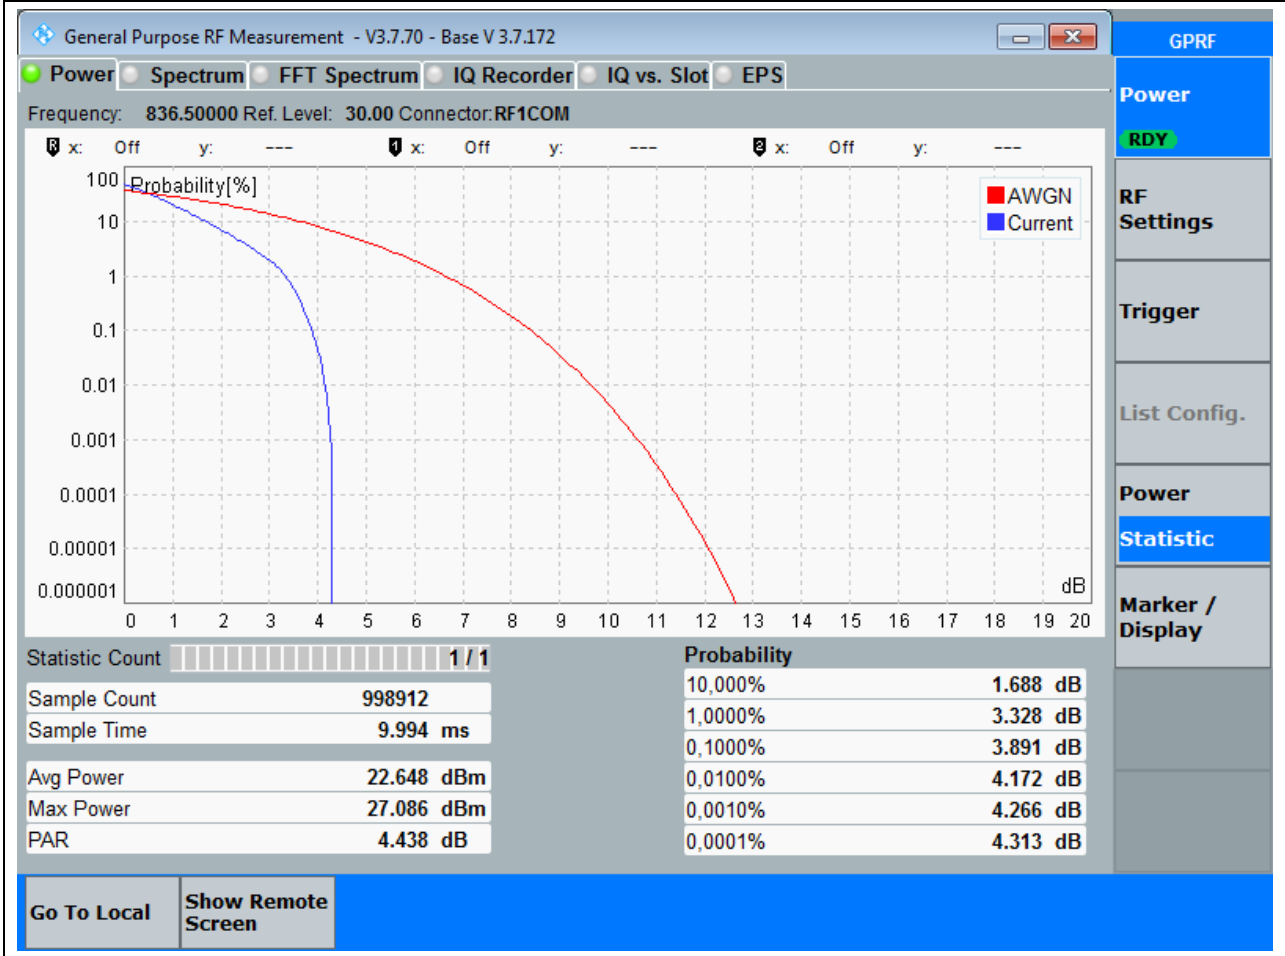 General Purpose RF Measurement - V3.7.70 - Base V 3.7.172
GPRF
Power Spectrum FFT Spectrum IQ Recorder IQ vs. Slot EPS
Frequency: 836.50000 Ref. Level: 30.00 Connector: RF1COM
R x: Off y: --- 1 x: Off y: --- 2 x: Off y: ---
Probability[%]
AWGN
Current
100
10
1
0.1
0.01
0.001
0.0001
0.00001
0.000001
dB
0 1 2 3 4 5 6 7 8 9 10 11 12 13 14 15 16 17 18 19 20
Statistic Count 1 / 1
Sample Count 998912
Sample Time 9.994 ms
Avg Power 22.648 dBm
Max Power 27.086 dBm
PAR 4.438 dB
Probability
10,000% 1.688 dB
1,0000% 3.328 dB
0,1000% 3.891 dB
0,0100% 4.172 dB
0,0010% 4.266 dB
0,0001% 4.313 dB
Power
RDY
RF
Settings
Trigger
List Config.
Power
Statistic
Marker /
Display
Go To Local
Show Remote
Screen